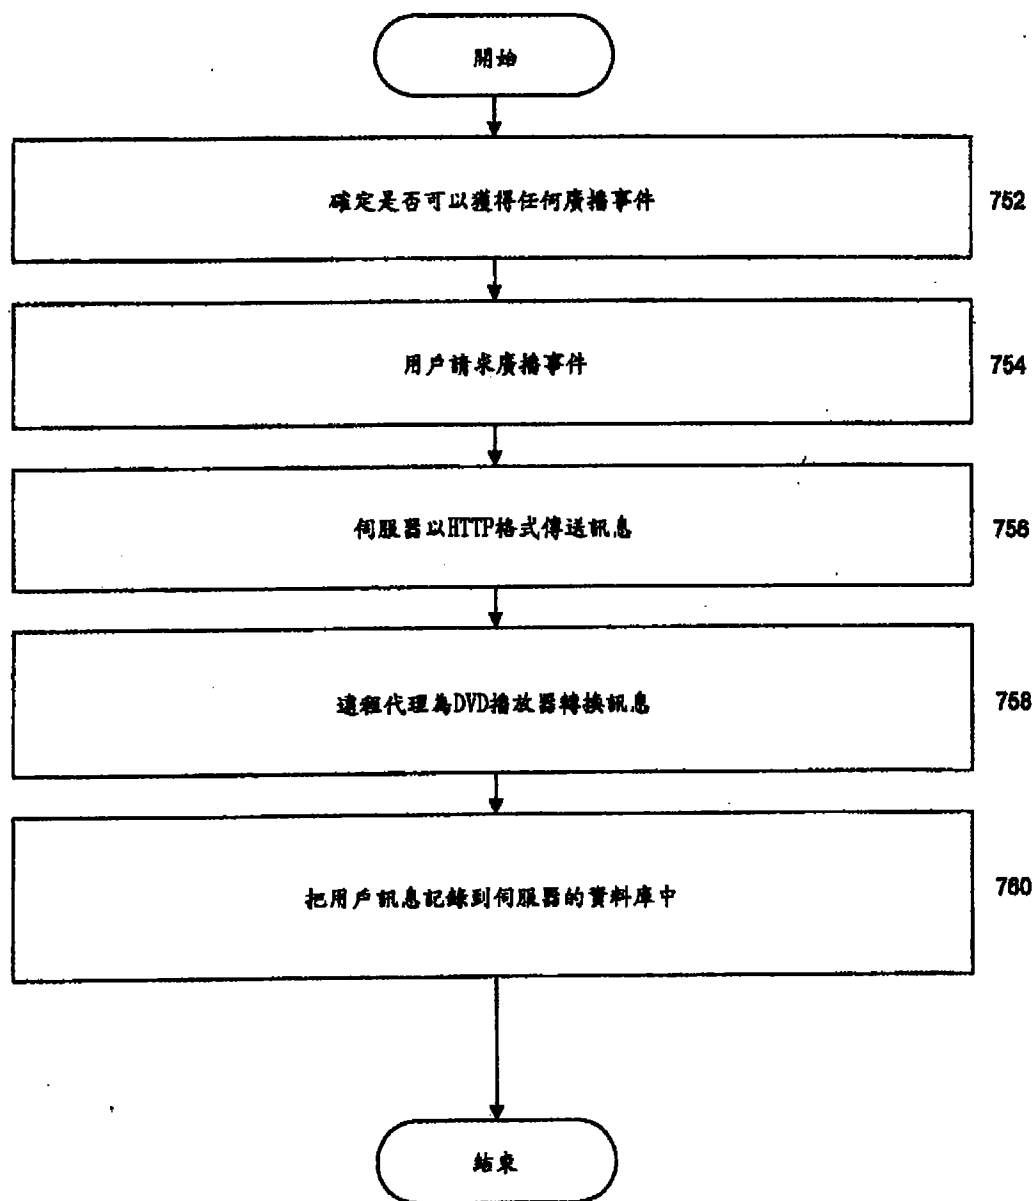 開始
確定是否可以獲得任何廣播事件
752
用戶請求廣播事件
754
伺服器以HTTP格式傳送訊息
756
遠程代理為DVD播放器轉換訊息
758
把用戶訊息記錄到伺服器的資料庫中
760
結束